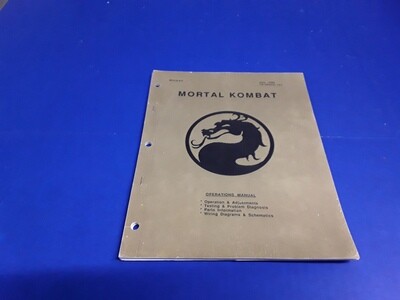 MORTAL KOMBAT
OPERATIONS MANUAL
* Operation & Adjustments
* Testing & Problem Diagnosis
* Parts Information
* Wiring Diagrams & Schematics